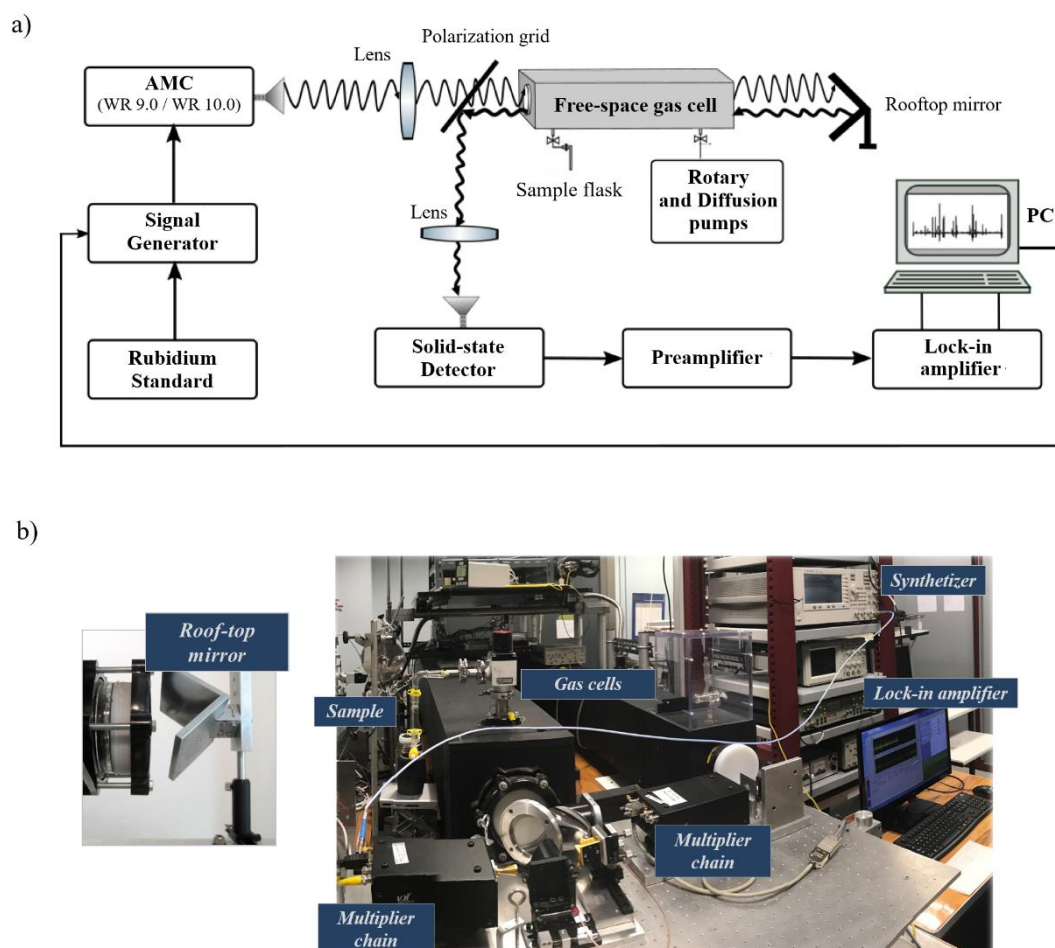 a)
Polarization grid
Lens
AMC
(WR 9.0 / WR 10.0)
Free-space gas cell
Rooftop mirror
Sample flask
Rotary
and Diffusion
pumps
Lens
PC
Signal
Generator
Rubidium
Standard
Solid-state
Detector
Preamplifier
Lock-in
amplifier
b)
Roof-top
mirror
Synthetizer
Sample
Gas cells
Lock-in amplifier
Multiplier
chain
Multiplier
chain